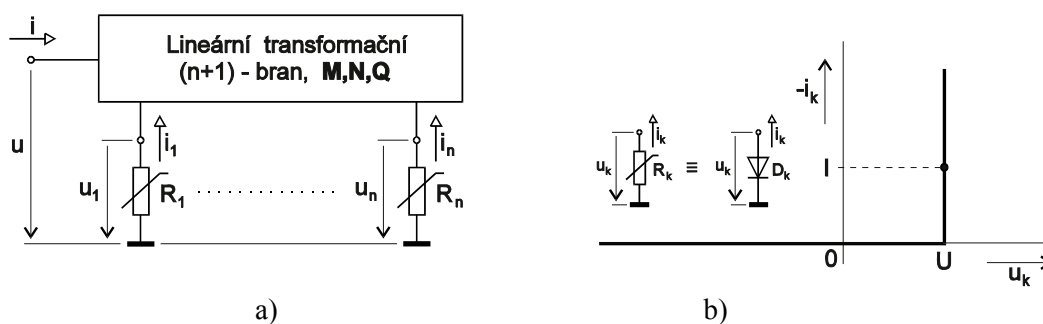 i
Lineární transformační
(n+1) - bran, M,N,Q
u
i1
in
u1
R1
un
Rn
a)
-ik
uk
ik
Rk
≡
uk
ik
Dk
I
0
U
uk
b)